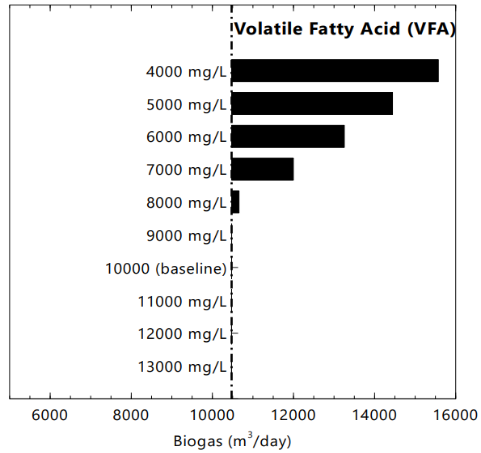 Volatile Fatty Acid (VFA)
4000 mg/L
5000 mg/L
6000 mg/L
7000 mg/L
8000 mg/L
9000 mg/L
10000 (baseline)
11000 mg/L
12000 mg/L
13000 mg/L
6000 8000 10000 12000 14000 16000
Biogas (m³/day)